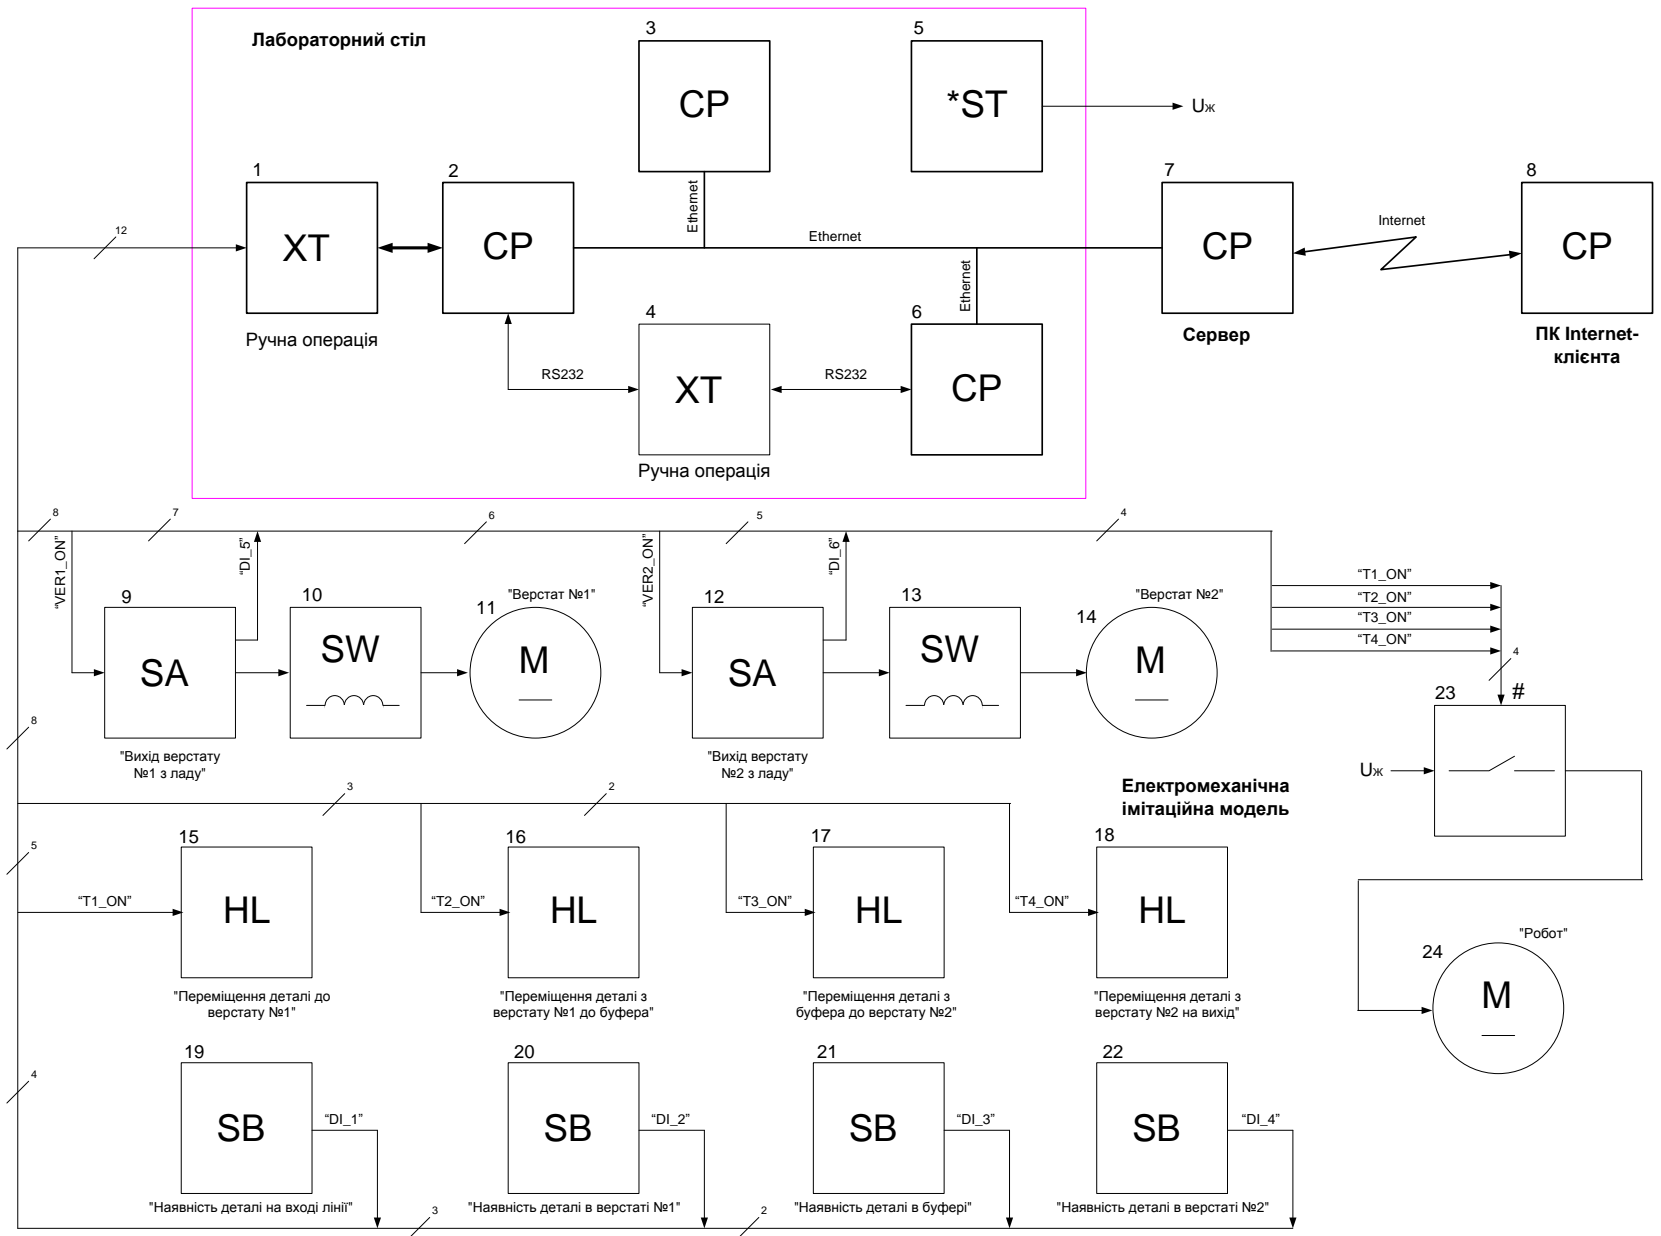 Лабораторний стіл
3
CP
5
*ST
Uж
1
XT
Ручна операція
2
CP
Ethernet
Ethernet
Ethernet
7
CP
Сервер
Internet
8
CP
ПК Internet-
клієнта
12
4
XT
Ручна операція
RS232
RS232
6
CP
8
7
6
5
4
“VER1_ON”
“DI_5”
9
SA
"Вихід верстату
№1 з ладу"
10
SW
11
"Верстат №1"
M
“VER2_ON”
“DI_6”
12
SA
"Вихід верстату
№2 з ладу"
13
SW
14
"Верстат №2"
M
“T1_ON”
“T2_ON”
“T3_ON”
“T4_ON”
4
23
#
Uж
Електромеханічна
імітаційна модель
8
3
2
5
15
HL
“T1_ON”
"Переміщення деталі до
верстату №1"
16
HL
“T2_ON”
"Переміщення деталі з
верстату №1 до буфера"
17
HL
“T3_ON”
"Переміщення деталі з
буфера до верстату №2"
18
HL
“T4_ON”
"Переміщення деталі з
верстату №2 на вихід"
24
"Робот"
M
4
19
SB
“DI_1”
"Наявність деталі на вході лінії"
20
SB
“DI_2”
"Наявність деталі в верстаті №1"
21
SB
“DI_3”
"Наявність деталі в буфері"
22
SB
“DI_4”
"Наявність деталі в верстаті №2"
3
2